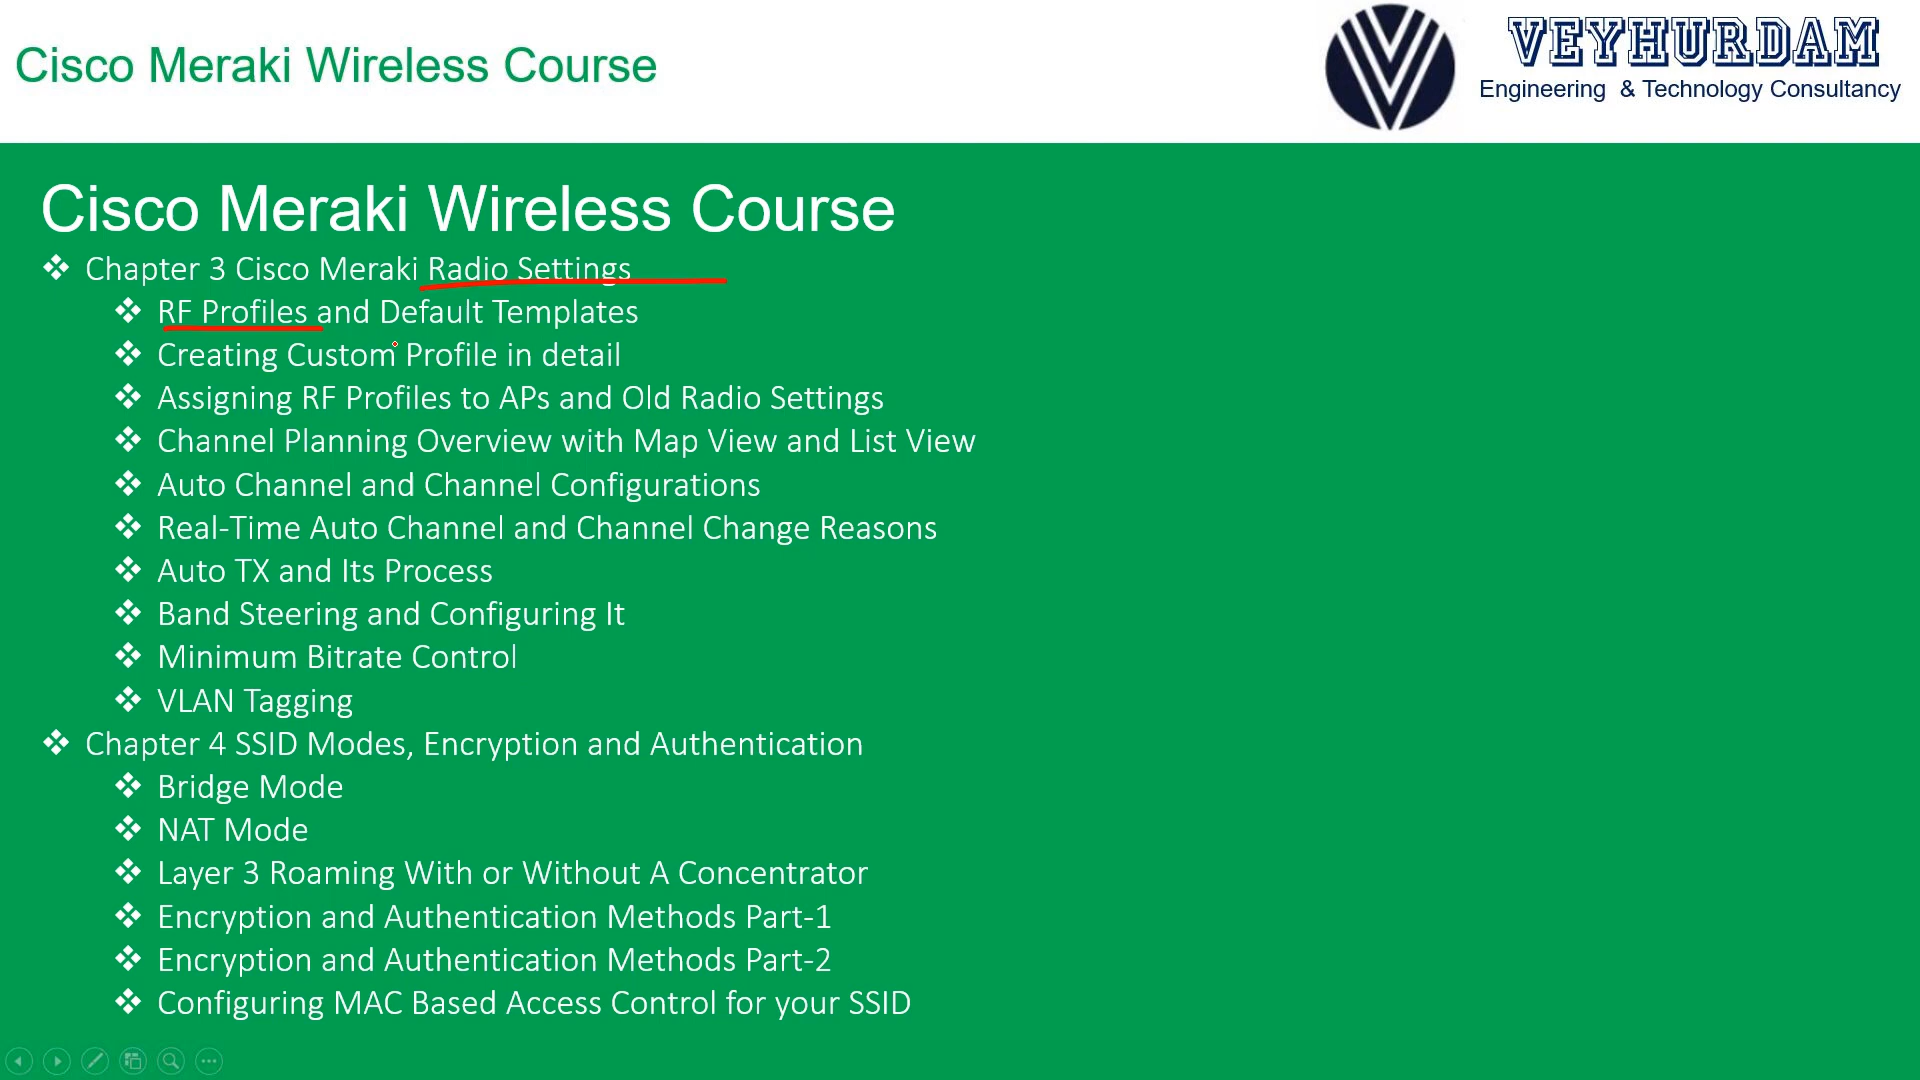 Cisco Meraki Wireless Course
VEYHURDAM
Engineering & Technology Consultancy
Cisco Meraki Wireless Course
Chapter 3 Cisco Meraki Radio Settings
RF Profiles and Default Templates
Creating Custom Profile in detail
Assigning RF Profiles to APs and Old Radio Settings
Channel Planning Overview with Map View and List View
Auto Channel and Channel Configurations
Real-Time Auto Channel and Channel Change Reasons
Auto TX and Its Process
Band Steering and Configuring It
Minimum Bitrate Control
VLAN Tagging
Chapter 4 SSID Modes, Encryption and Authentication
Bridge Mode
NAT Mode
Layer 3 Roaming With or Without A Concentrator
Encryption and Authentication Methods Part-1
Encryption and Authentication Methods Part-2
Configuring MAC Based Access Control for your SSID